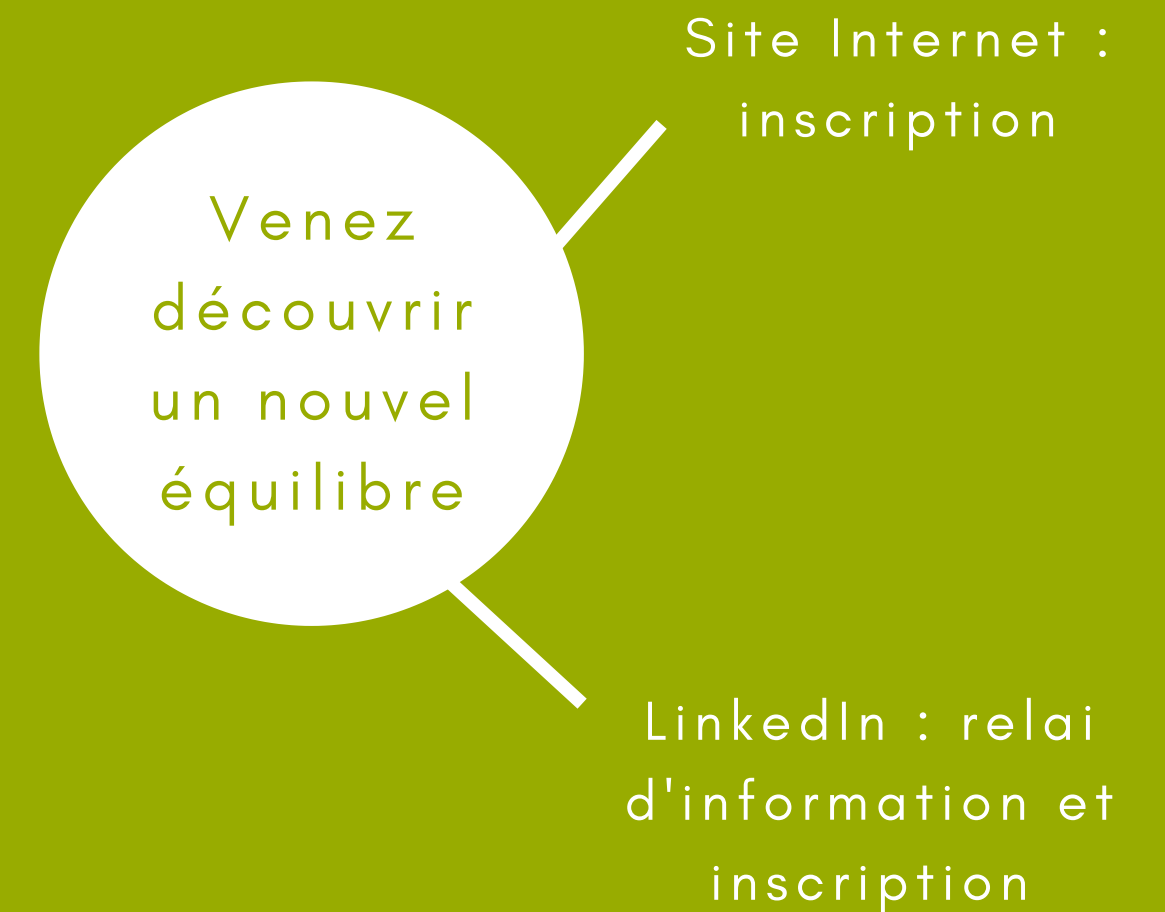 Site Internet :
inscription
Venez
découvrir
un nouvel
équilibre
LinkedIn : relai
d'information et
inscription